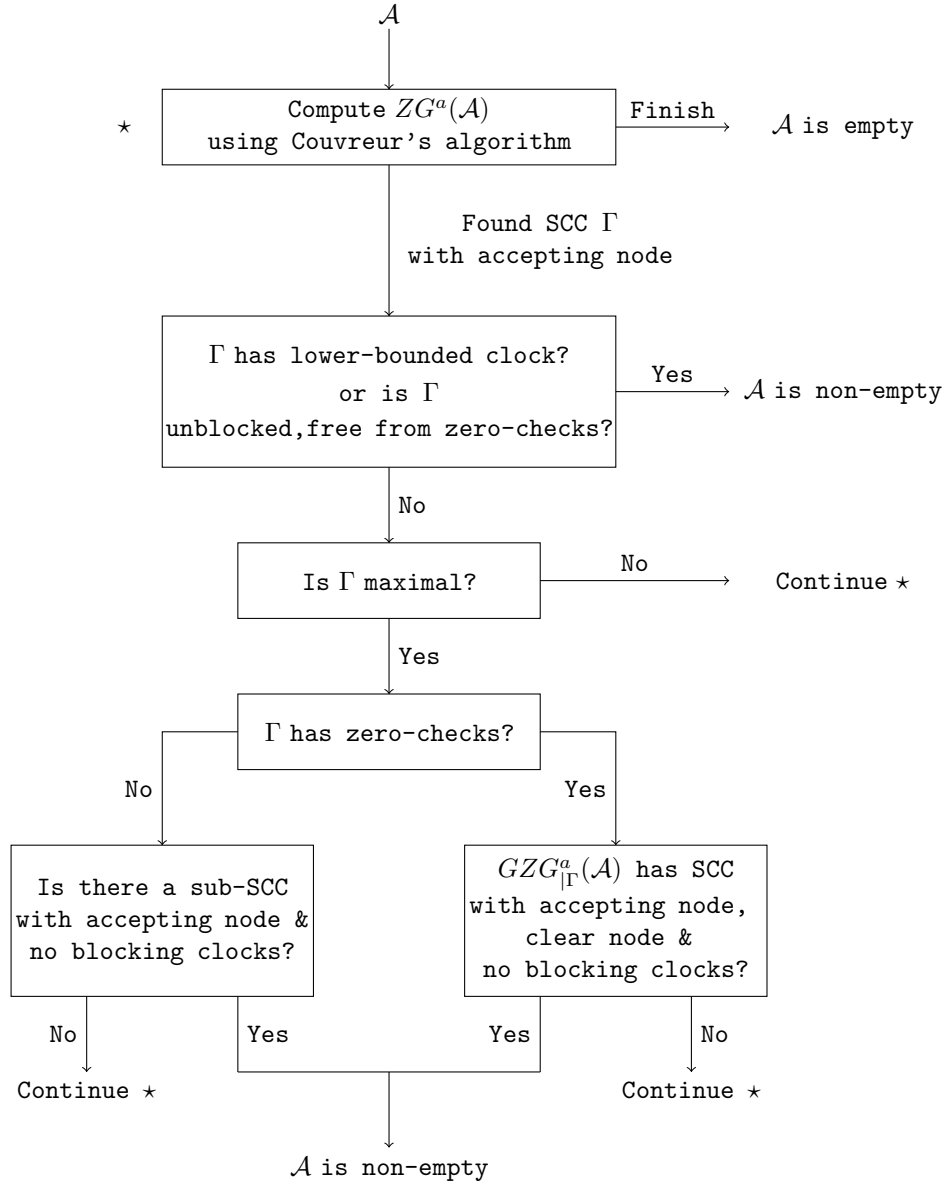 𝒜
Compute ZG^a(𝒜)
using Couvreur's algorithm
⋆
Finish
𝒜 is empty
Found SCC Γ
with accepting node
Γ has lower-bounded clock?
or is Γ
unblocked,free from zero-checks?
Yes
𝒜 is non-empty
No
Is Γ maximal?
No
Continue ⋆
Yes
Γ has zero-checks?
No
Yes
Is there a sub-SCC
with accepting node &
no blocking clocks?
GZG^a_{|Γ}(𝒜) has SCC
with accepting node,
clear node &
no blocking clocks?
No
Yes
Yes
No
Continue ⋆
Continue ⋆
𝒜 is non-empty